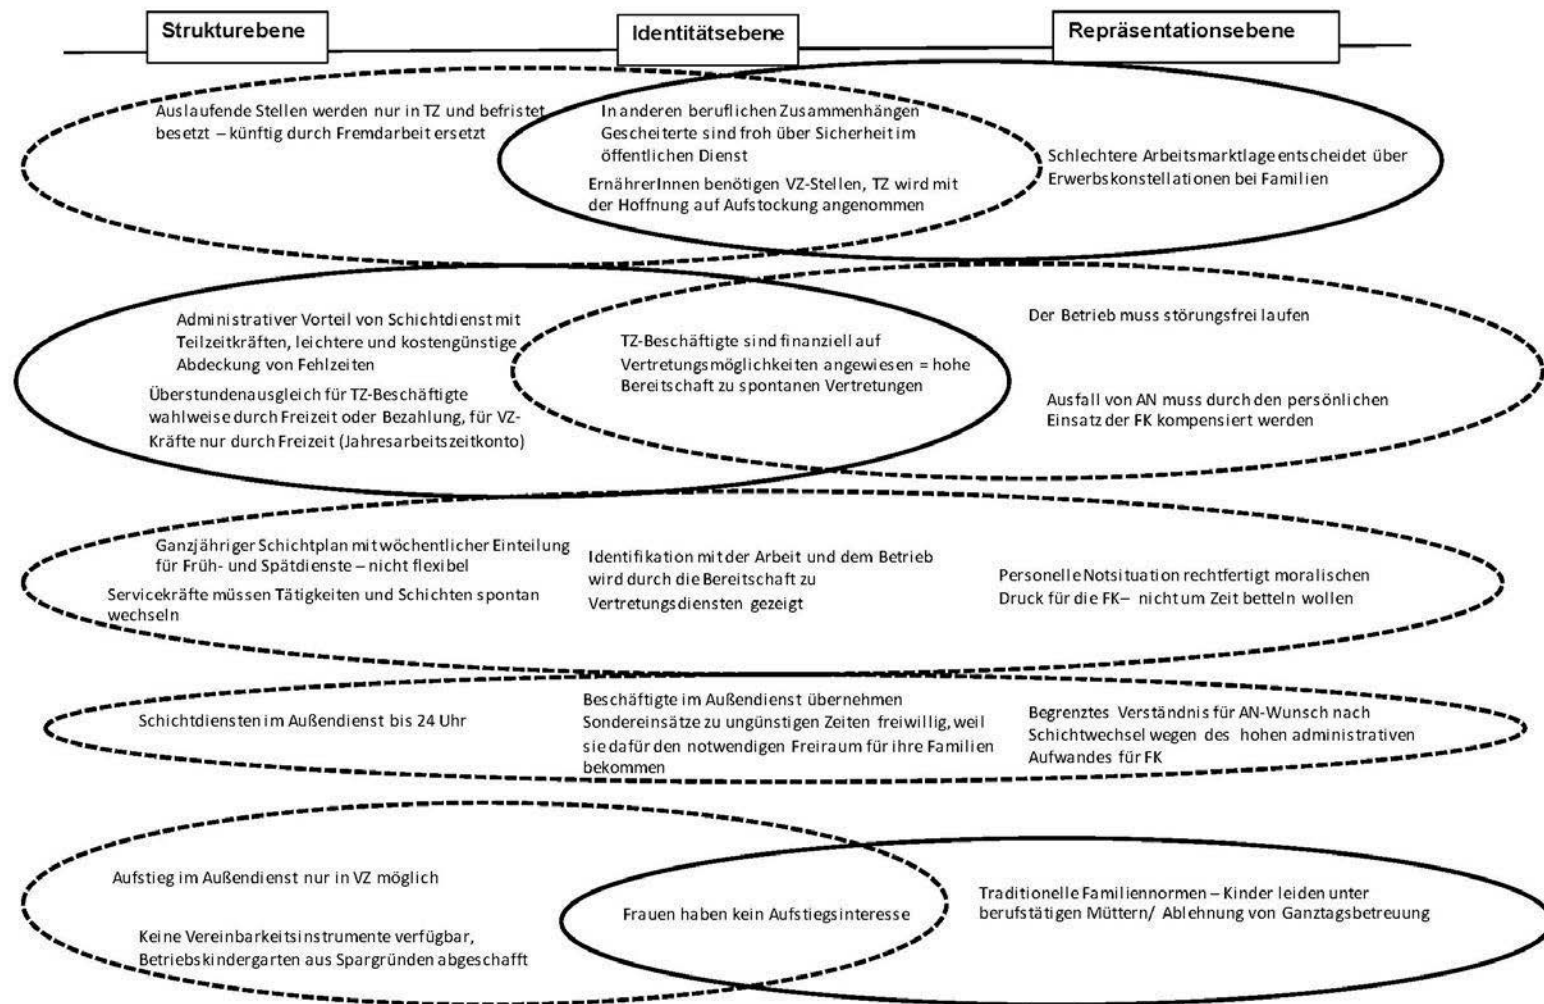 Strukturebene
Identitätsebene
Repräsentationsebene
Auslaufende Stellen werden nur in TZ und befristet
besetzt – künftig durch Fremdarbeit ersetzt
In anderen beruflichen Zusammenhängen
Gescheiterte sind froh über Sicherheit im
öffentlichen Dienst
ErnährerInnen benötigen VZ-Stellen, TZ wird mit
der Hoffnung auf Aufstockung angenommen
Schlechtere Arbeitsmarktlage entscheidet über
Erwerbskonstellationen bei Familien
Administrativer Vorteil von Schichtdienst mit
Teilzeitkräften, leichtere und kostengünstige
Abdeckung von Fehlzeiten
Überstundenausgleich für TZ-Beschäftigte
wahlweise durch Freizeit oder Bezahlung, für VZ-
Kräfte nur durch Freizeit (Jahresarbeitszeitkonto)
TZ-Beschäftigte sind finanziell auf
Vertretungsmöglichkeiten angewiesen = hohe
Bereitschaft zu spontanen Vertretungen
Der Betrieb muss störungsfrei laufen
Ausfall von AN muss durch den persönlichen
Einsatz der FK kompensiert werden
Ganzjähriger Schichtplan mit wöchentlicher Einteilung
für Früh- und Spätdienste – nicht flexibel
Servicekräfte müssen Tätigkeiten und Schichten spontan
wechseln
Identifikation mit der Arbeit und dem Betrieb
wird durch die Bereitschaft zu
Vertretungsdiensten gezeigt
Personelle Notsituation rechtfertigt moralischen
Druck für die FK– nicht um Zeit betteln wollen
Schichtdiensten im Außendienst bis 24 Uhr
Beschäftigte im Außendienst übernehmen
Sondereinsätze zu ungünstigen Zeiten freiwillig, weil
sie dafür den notwendigen Freiraum für ihre Familien
bekommen
Begrenztes Verständnis für AN-Wunsch nach
Schichtwechsel wegen des hohen administrativen
Aufwandes für FK
Aufstieg im Außendienst nur in VZ möglich
Keine Vereinbarkeitsinstrumente verfügbar,
Betriebskindergarten aus Spargründen abgeschafft
Frauen haben kein Aufstiegsinteresse
Traditionelle Familiennormen – Kinder leiden unter
berufstätigen Müttern/ Ablehnung von Ganztagsbetreuung